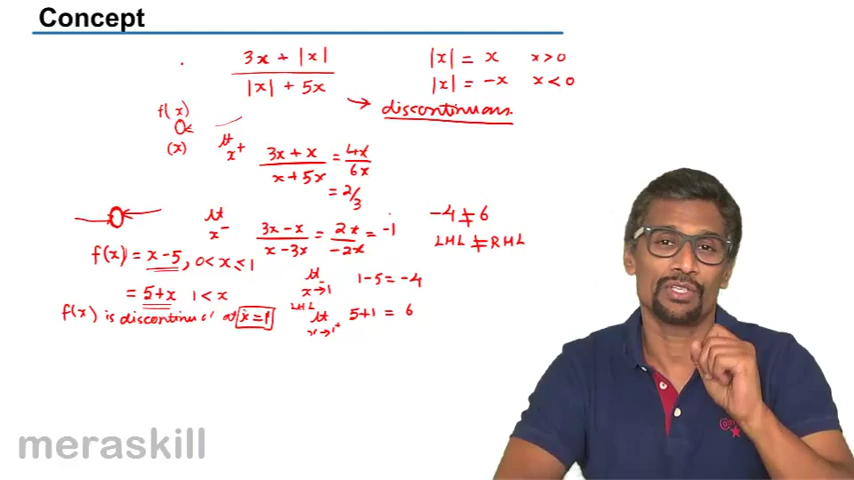 Concept
3x + |x|
|x| + 5x
|x| = x x>0
|x| = -x x<0
→ discontinuous.
f(x)
(x)
lt x+ 3x+x / x+5x = 4x / 6x
= 2/3
lt x- 3x-x / x-3x = 2x / -2x = -1
-4 ≠ 6
LHL ≠ RHL
f(x) = x-5, 0<x≤1
= 5+x 1<x
lt x→1 1-5 = -4
f(x) is discontinu at x=1
LHL
lt x→1+ 5+1 = 6
meraskill